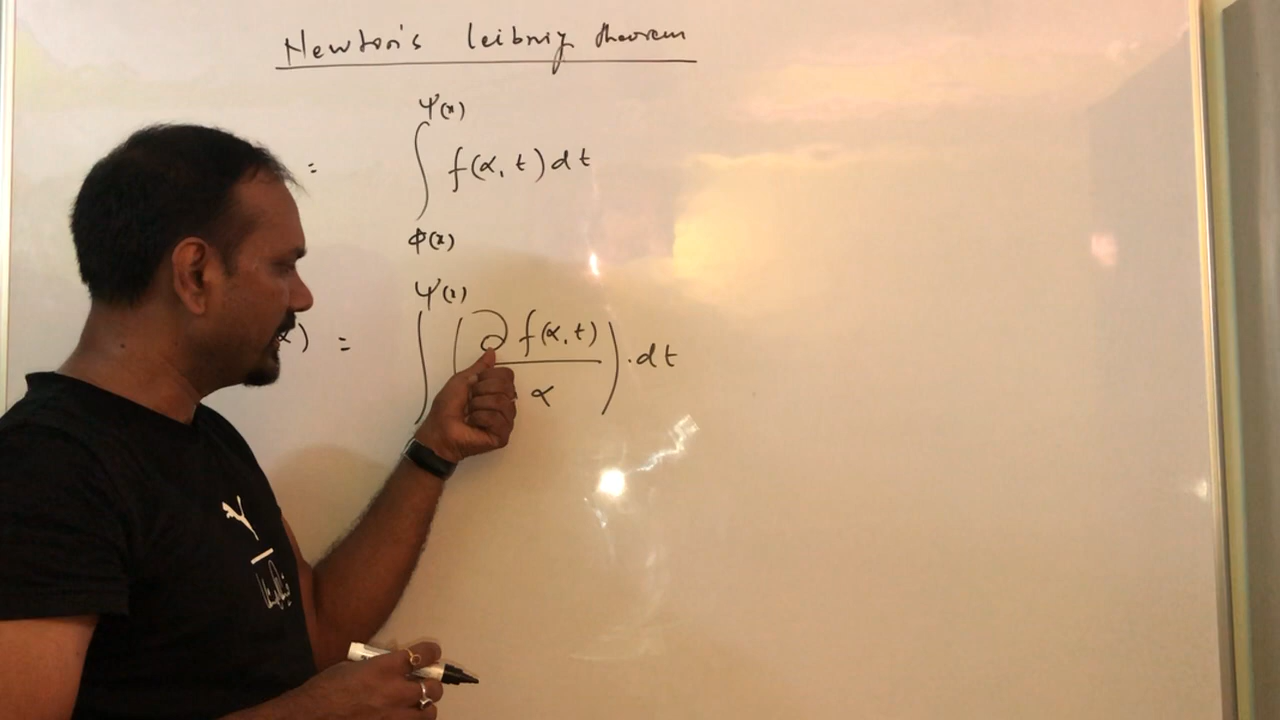 Newton's leibniz theorem
ψ(x)
= ∫ f(α, t) dt
φ(x)
ψ(x)
α) = ∫ (∂ f(α, t) / α) . dt